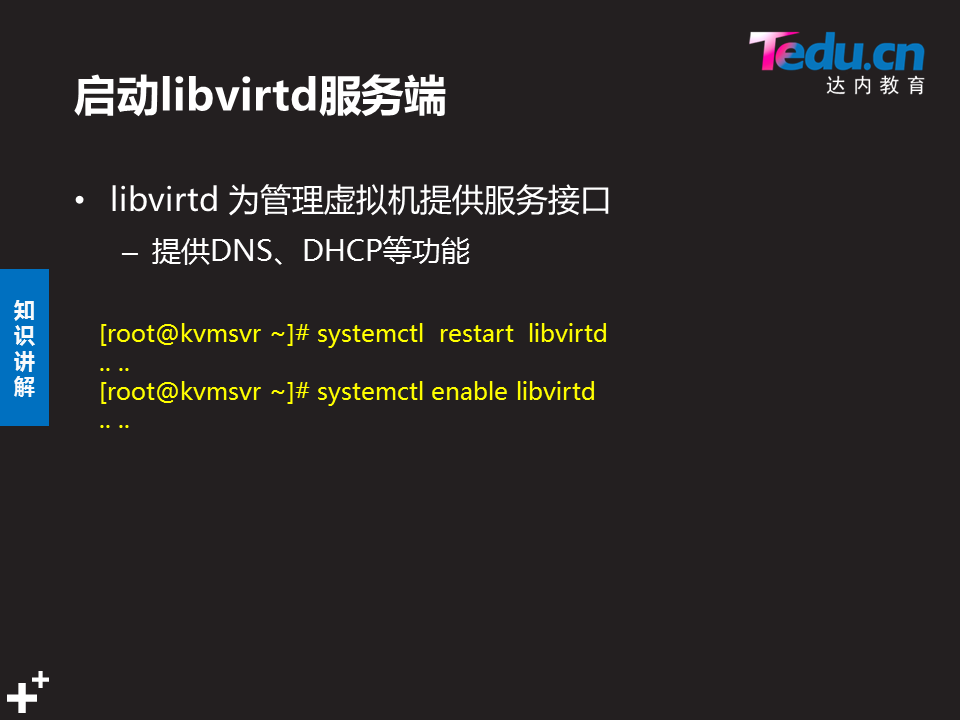 Tedu.cn
达内教育
启动libvirtd服务端
• libvirtd 为管理虚拟机提供服务接口
– 提供DNS、DHCP等功能
知识讲解
[root@kvmsvr ~]# systemctl  restart  libvirtd
.. ..
[root@kvmsvr ~]# systemctl enable libvirtd
.. ..